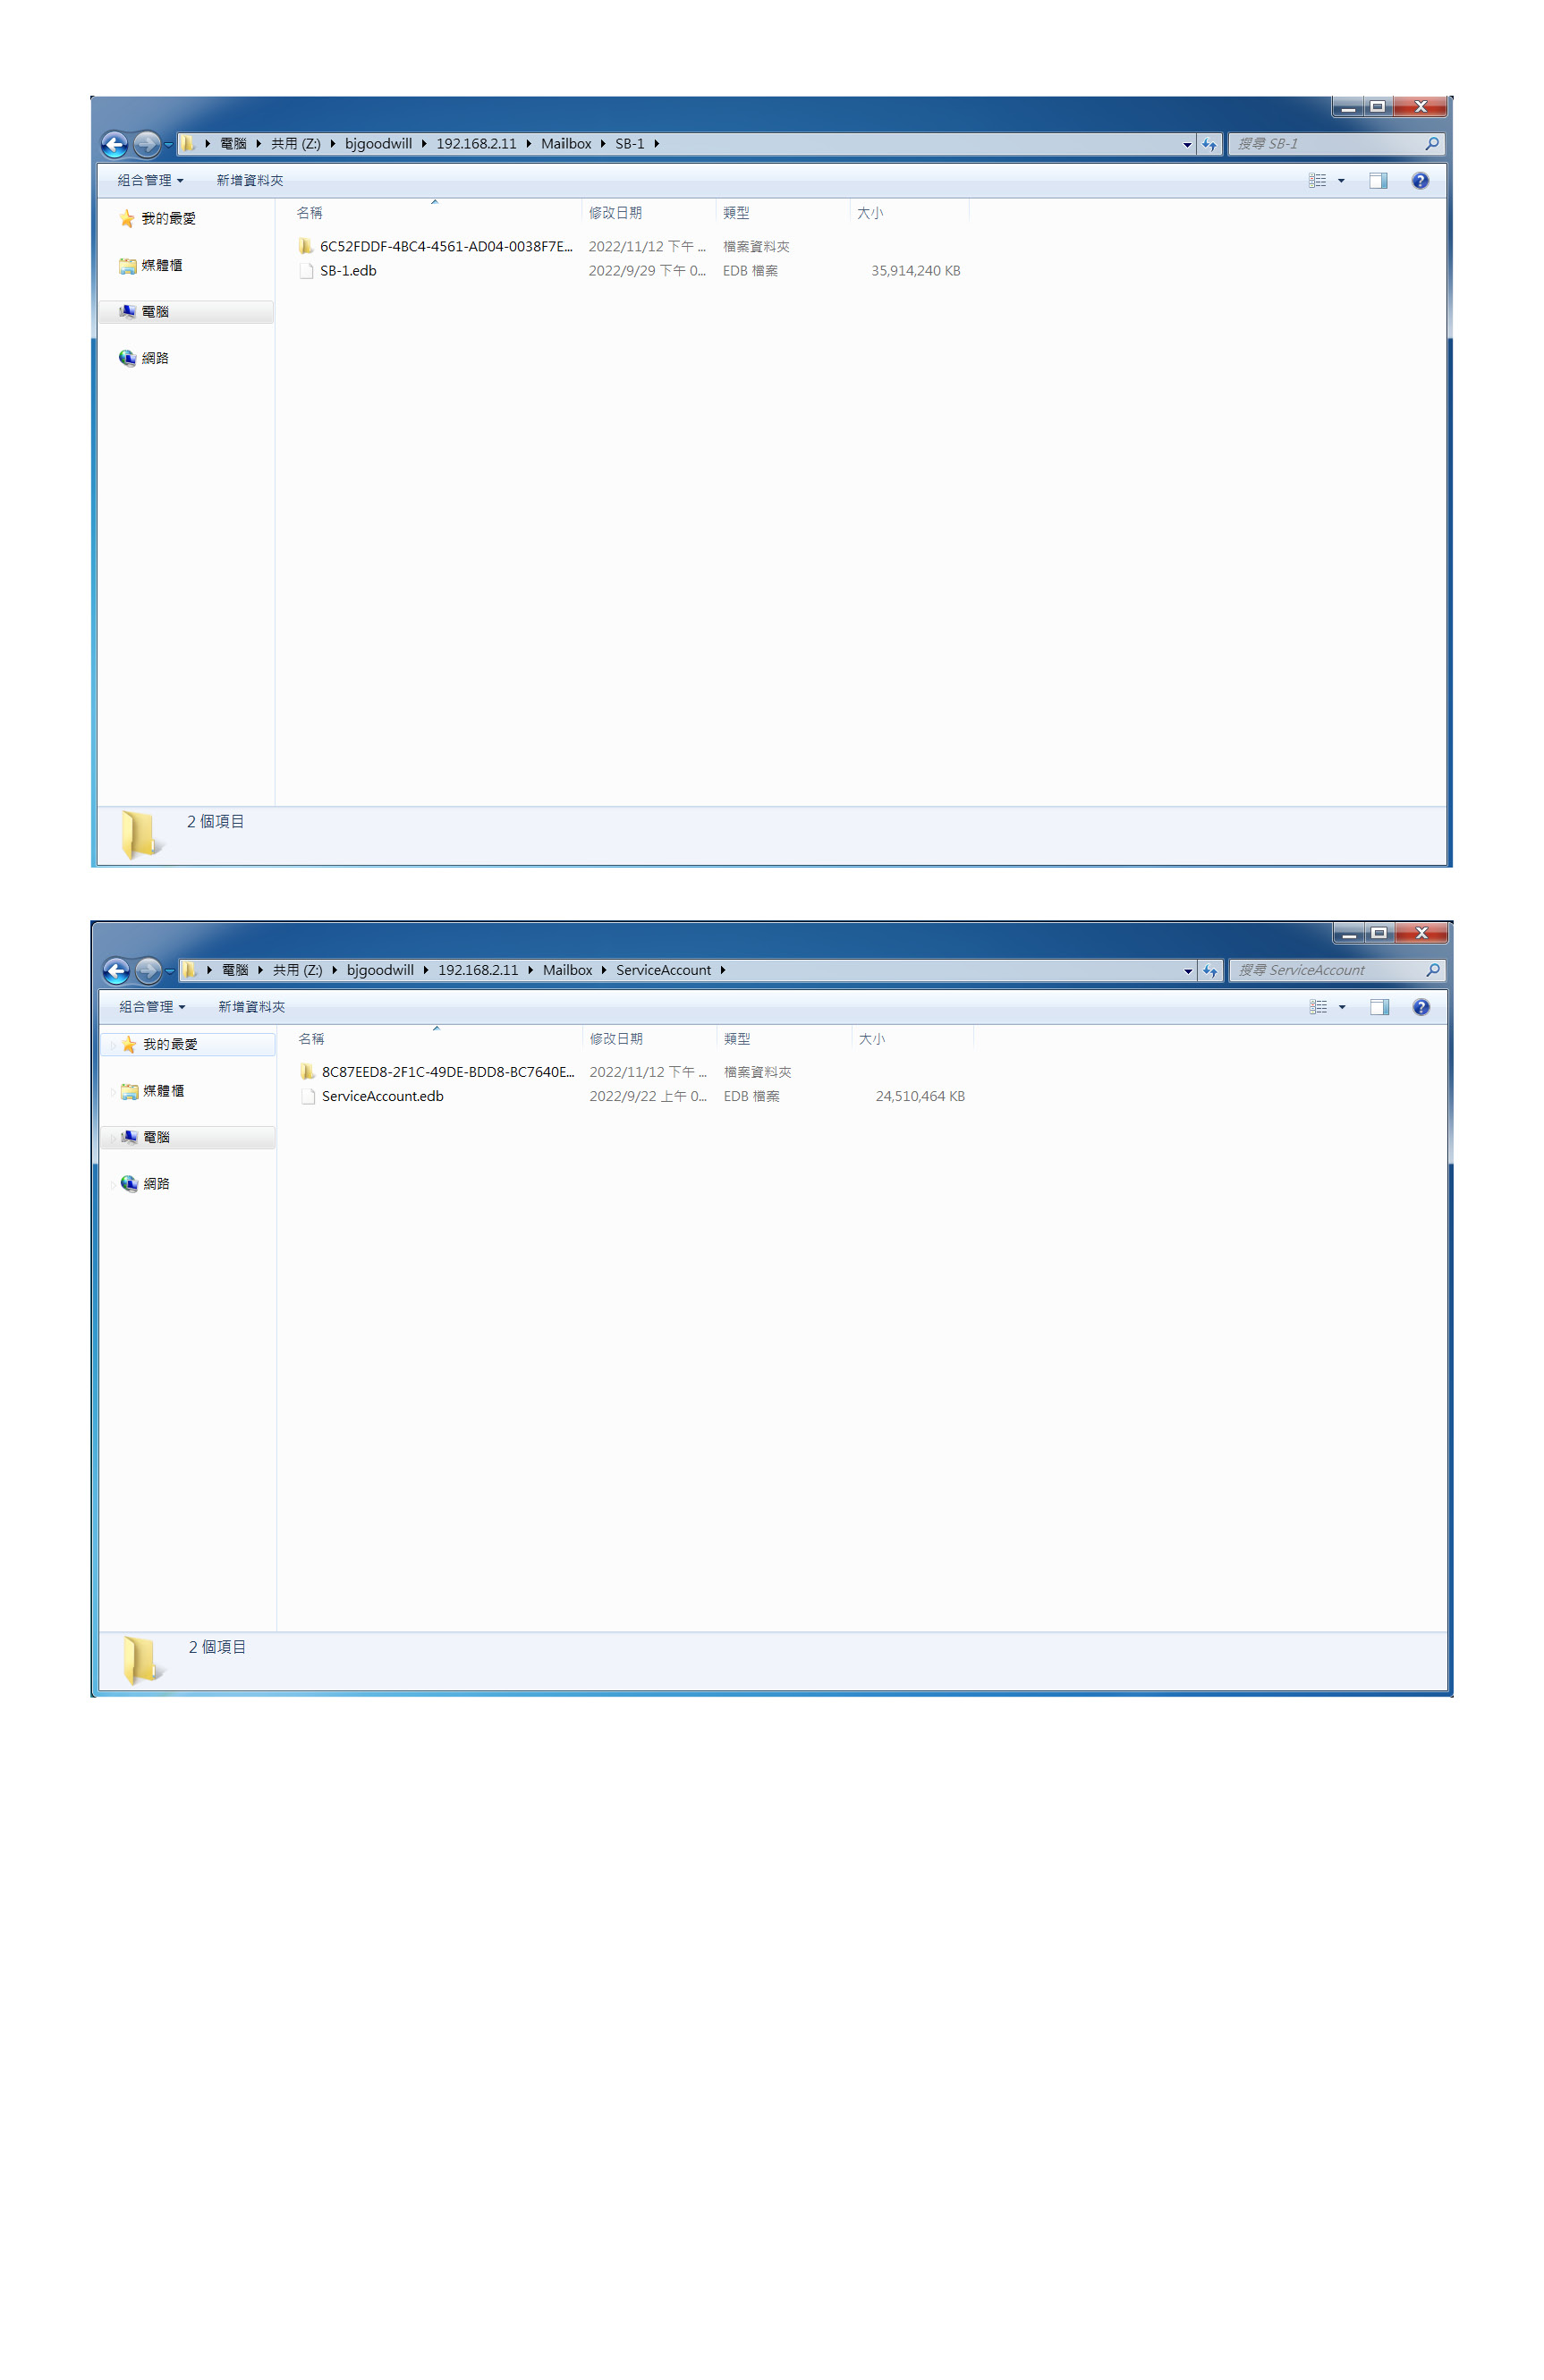 電腦 共用 (Z:) bjgoodwill 192.168.2.11 Mailbox SB-1 搜尋 SB-1
組合管理 新增資料夾
我的最愛
媒體櫃
電腦
網路
名稱 修改日期 類型 大小
6C52FDDF-4BC4-4561-AD04-0038F7E... 2022/11/12 下午 ... 檔案資料夾
SB-1.edb 2022/9/29 下午 0... EDB 檔案 35,914,240 KB
2 個項目
電腦 共用 (Z:) bjgoodwill 192.168.2.11 Mailbox ServiceAccount 搜尋 ServiceAccount
組合管理 新增資料夾
我的最愛
媒體櫃
電腦
網路
名稱 修改日期 類型 大小
8C87EED8-2F1C-49DE-BDD8-BC7640E... 2022/11/12 下午 ... 檔案資料夾
ServiceAccount.edb 2022/9/22 上午 0... EDB 檔案 24,510,464 KB
2 個項目